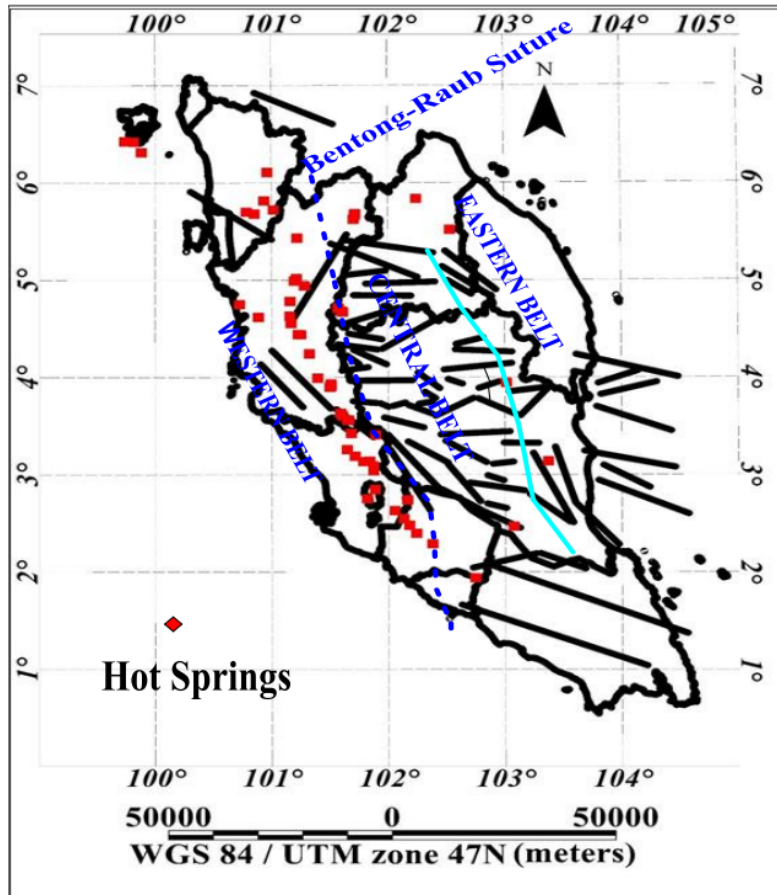 100° 101° 102° 103° 104° 105°
Bentong-Raub Suture
N
7° 7°
6° 6°
5° 5°
4° 4°
3° 3°
2° 2°
1° 1°
EASTERN BELT
CENTRAL BELT
WESTERN BELT
Hot Springs
100° 101° 102° 103° 104°
50000 0 50000
WGS 84 / UTM zone 47N (meters)